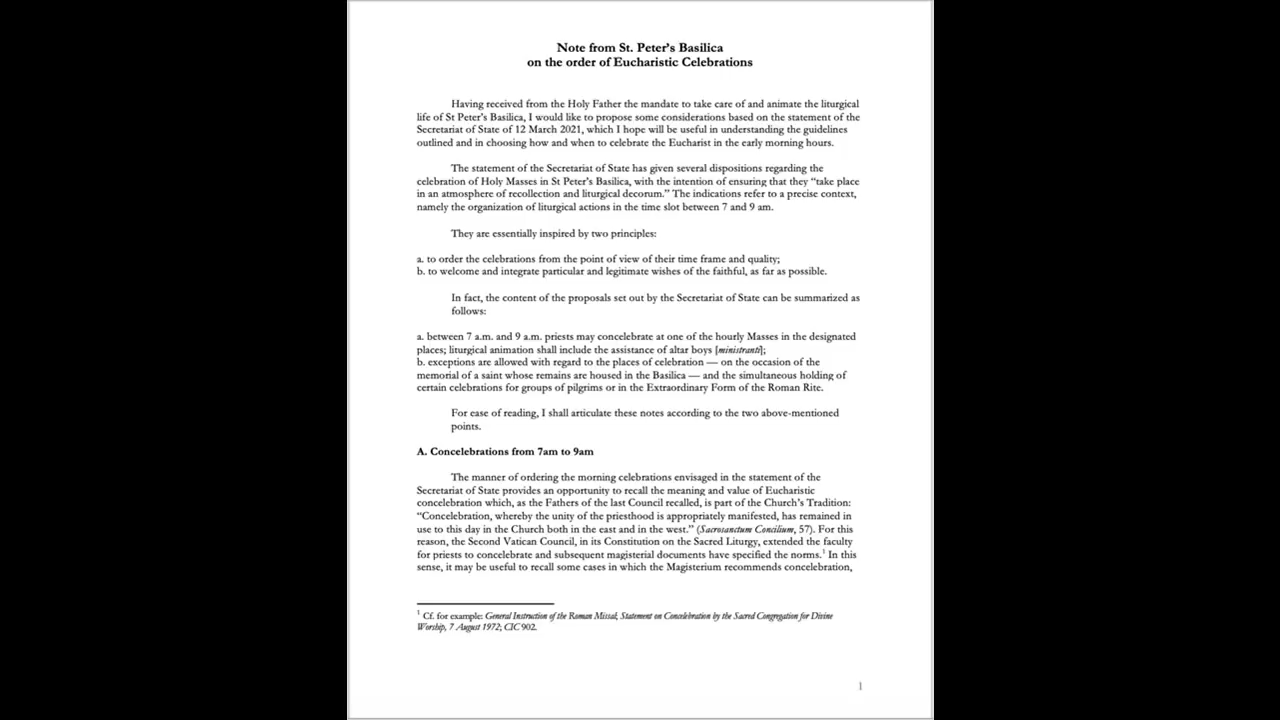 Note from St. Peter's Basilica
on the order of Eucharistic Celebrations
Having received from the Holy Father the mandate to take care of and animate the liturgical
life of St Peter's Basilica, I would like to propose some considerations based on the statement of the
Secretariat of State of 12 March 2021, which I hope will be useful in understanding the guidelines
outlined and in choosing how and when to celebrate the Eucharist in the early morning hours.
The statement of the Secretariat of State has given several dispositions regarding the
celebration of Holy Masses in St Peter's Basilica, with the intention of ensuring that they “take place
in an atmosphere of recollection and liturgical decorum.” The indications refer to a precise context,
namely the organization of liturgical actions in the time slot between 7 and 9 am.
They are essentially inspired by two principles:
a. to order the celebrations from the point of view of their time frame and quality;
b. to welcome and integrate particular and legitimate wishes of the faithful, as far as possible.
In fact, the content of the proposals set out by the Secretariat of State can be summarized as
follows:
a. between 7 a.m. and 9 a.m. priests may concelebrate at one of the hourly Masses in the designated
places; liturgical animation shall include the assistance of altar boys [ministranti];
b. exceptions are allowed with regard to the places of celebration — on the occasion of the
memorial of a saint whose remains are housed in the Basilica — and the simultaneous holding of
certain celebrations for groups of pilgrims or in the Extraordinary Form of the Roman Rite.
For ease of reading, I shall articulate these notes according to the two above-mentioned
points.
A. Concelebrations from 7am to 9am
The manner of ordering the morning celebrations envisaged in the statement of the
Secretariat of State provides an opportunity to recall the meaning and value of Eucharistic
concelebration which, as the Fathers of the last Council recalled, is part of the Church's Tradition:
“Concelebration, whereby the unity of the priesthood is appropriately manifested, has remained in
use to this day in the Church both in the east and in the west.” (Sacrosanctum Concilium, 57). For this
reason, the Second Vatican Council, in its Constitution on the Sacred Liturgy, extended the faculty
for priests to concelebrate and subsequent magisterial documents have specified the norms.1 In this
sense, it may be useful to recall some cases in which the Magisterium recommends concelebration,
1 Cf. for example: General Instruction of the Roman Missal; Statement on Concelebration by the Sacred Congregation for Divine
Worship, 7 August 1972; CIC 902.
1